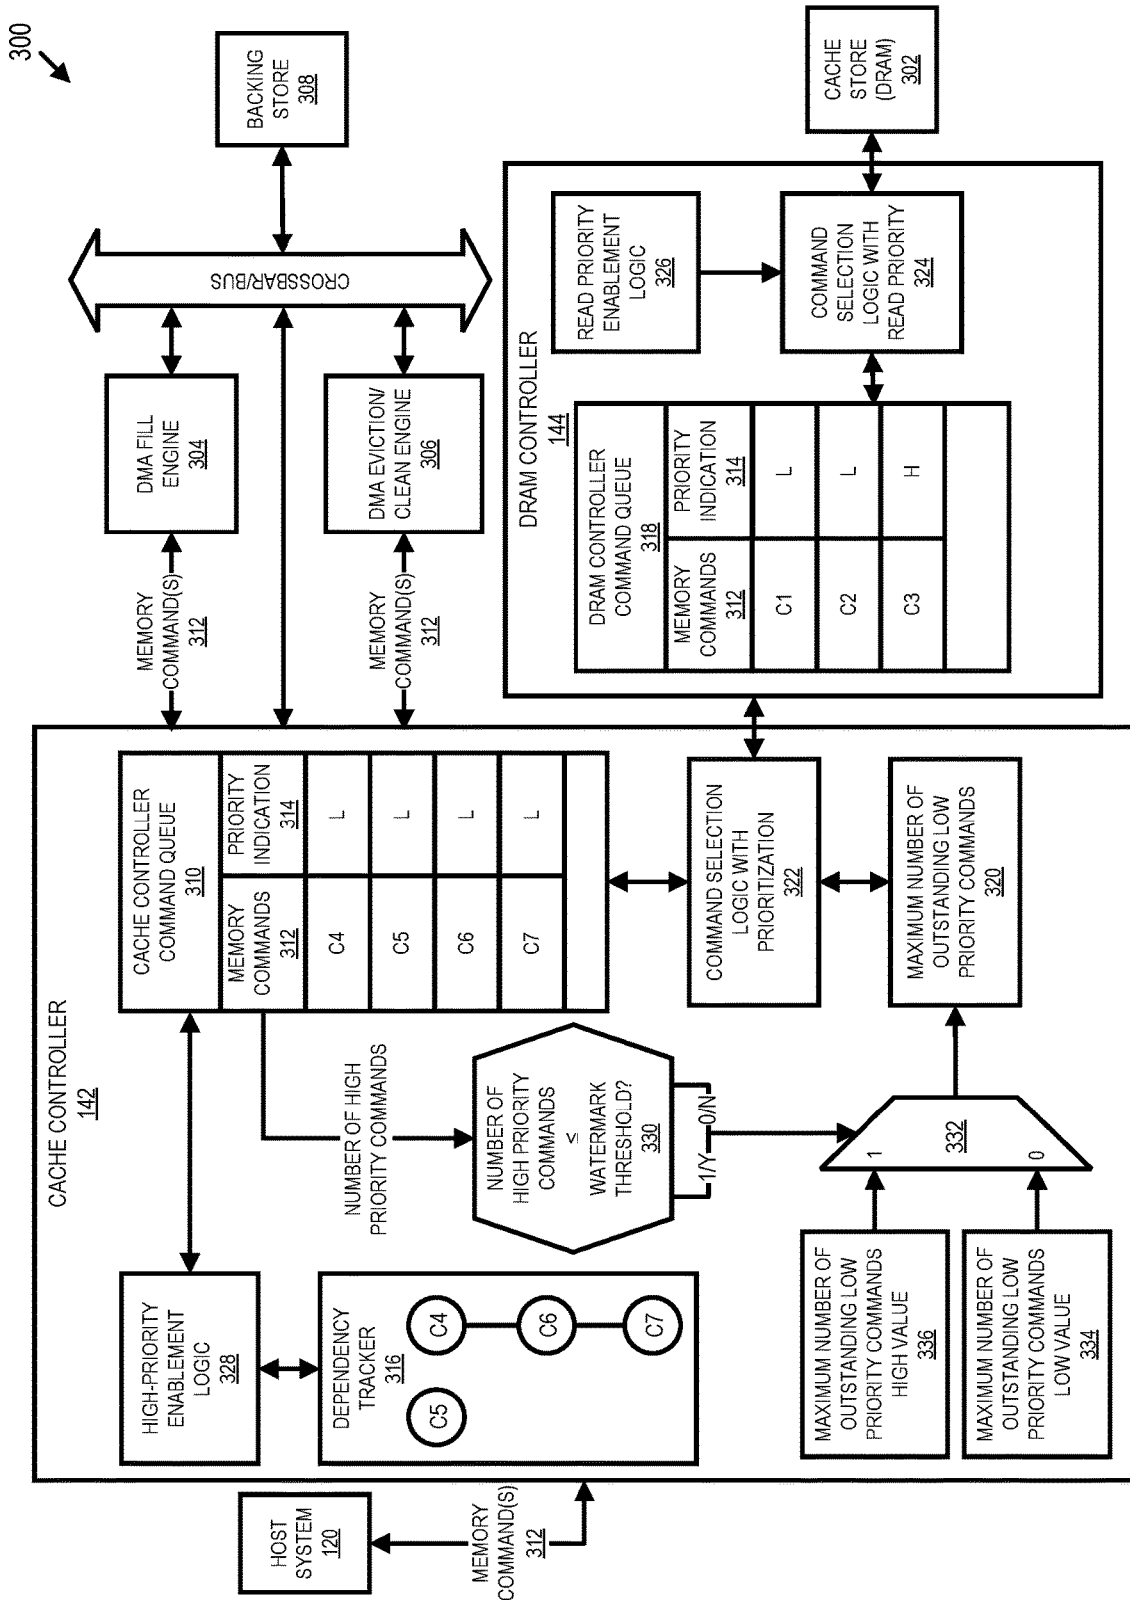 300
HOST
SYSTEM
120
MEMORY
COMMAND(S)
312
CACHE CONTROLLER
142
HIGH-PRIORITY
ENABLEMENT
LOGIC
328
DEPENDENCY
TRACKER
316
C5
C4
C6
C7
CACHE CONTROLLER
COMMAND QUEUE
310
MEMORY
COMMANDS
312
PRIORITY
INDICATION
314
C4
L
C5
L
C6
L
C7
L
NUMBER OF HIGH
PRIORITY COMMANDS
NUMBER OF
HIGH PRIORITY
COMMANDS
≤
WATERMARK
THRESHOLD?
330
1/Y
0/N
MAXIMUM NUMBER OF
OUTSTANDING LOW
PRIORITY COMMANDS
HIGH VALUE
336
MAXIMUM NUMBER OF
OUTSTANDING LOW
PRIORITY COMMANDS
LOW VALUE
334
1
0
332
COMMAND SELECTION
LOGIC WITH
PRIORITIZATION
322
MAXIMUM NUMBER OF
OUTSTANDING LOW
PRIORITY COMMANDS
320
MEMORY
COMMAND(S)
312
DMA FILL
ENGINE
304
MEMORY
COMMAND(S)
312
DMA EVICTION/
CLEAN ENGINE
306
CROSSBAR/BUS
BACKING
STORE
308
DRAM CONTROLLER
144
DRAM CONTROLLER
COMMAND QUEUE
318
MEMORY
COMMANDS
312
PRIORITY
INDICATION
314
C1
L
C2
L
C3
H
READ PRIORITY
ENABLEMENT
LOGIC
326
COMMAND
SELECTION
LOGIC WITH
READ PRIORITY
324
CACHE
STORE
(DRAM)
302